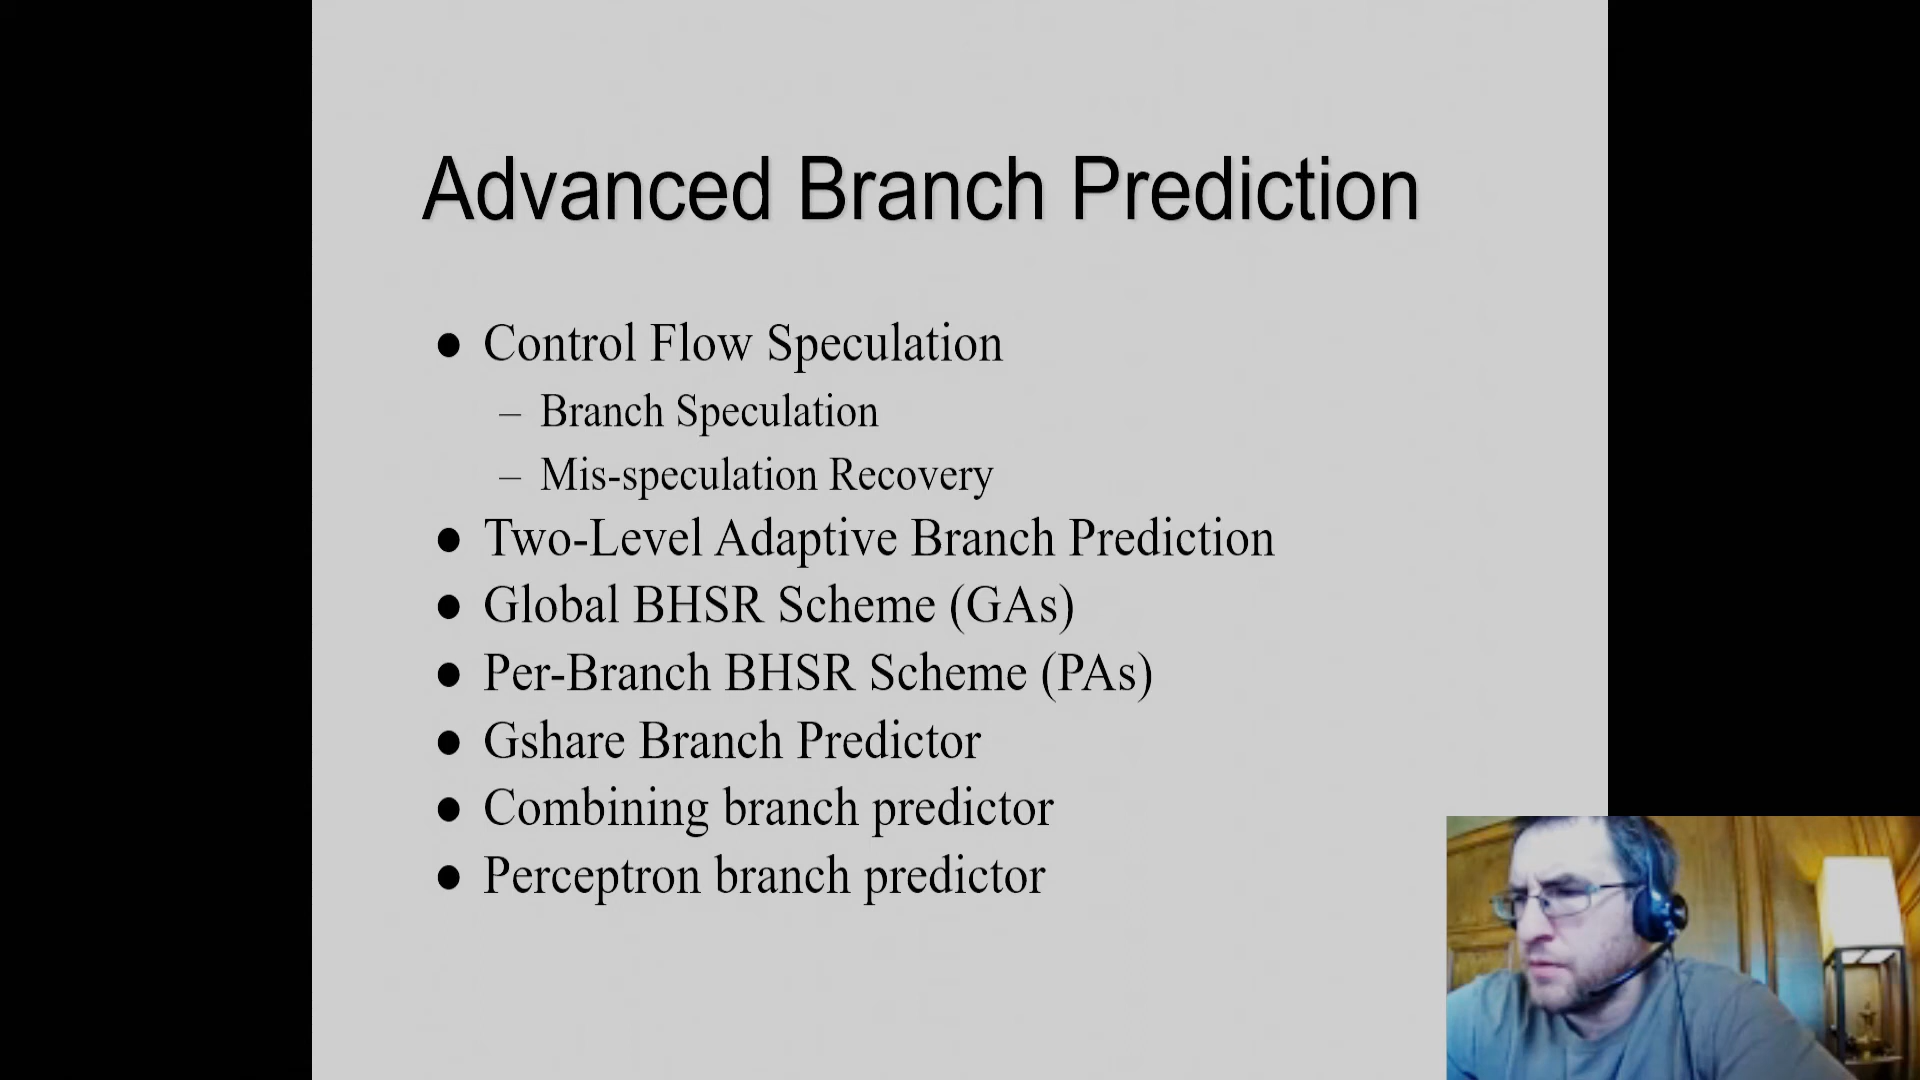 Advanced Branch Prediction
● Control Flow Speculation
– Branch Speculation
– Mis-speculation Recovery
● Two-Level Adaptive Branch Prediction
● Global BHSR Scheme (GAs)
● Per-Branch BHSR Scheme (PAs)
● Gshare Branch Predictor
● Combining branch predictor
● Perceptron branch predictor